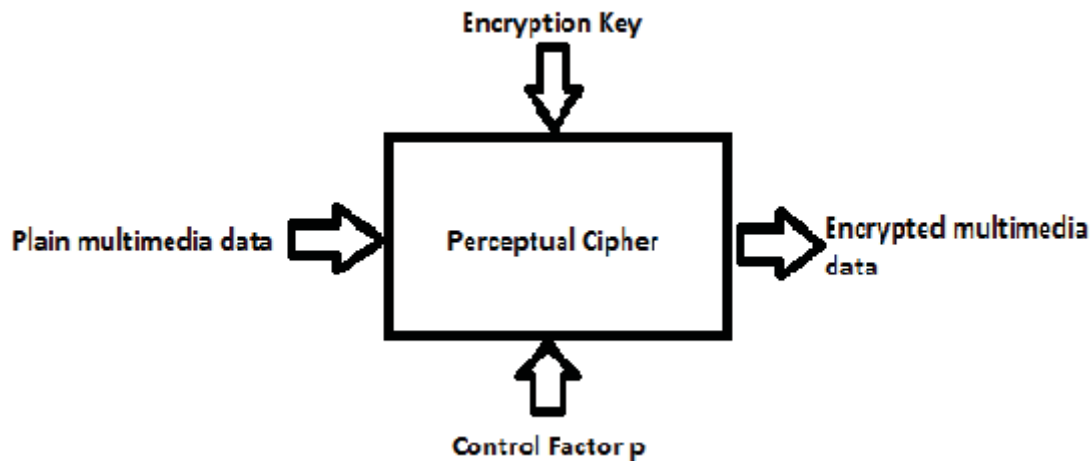 Encryption Key
Plain multimedia data
Perceptual Cipher
Encrypted multimedia
data
Control Factor p